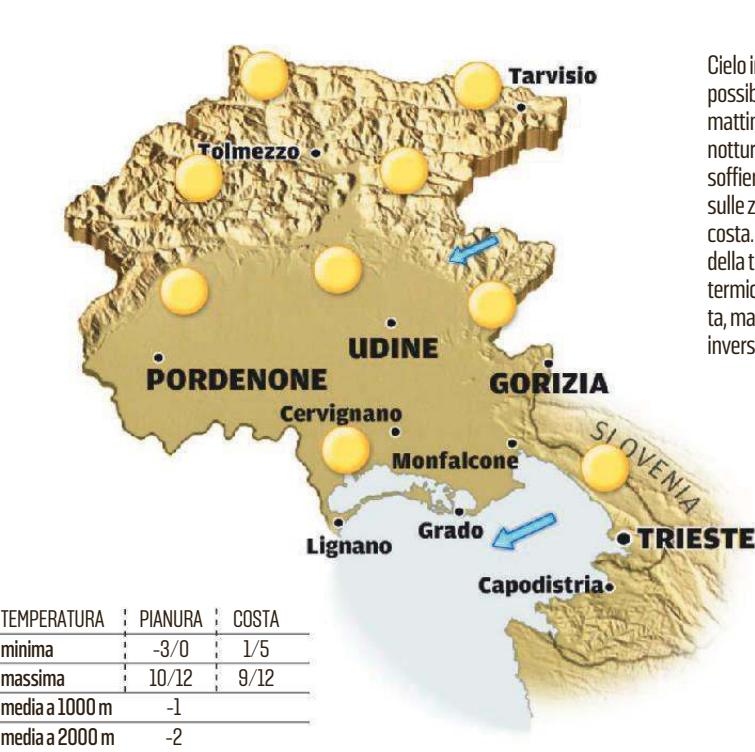 Tarvisio
Tolmezzo
UDINE
PORDENONE
GORIZIA
Cervignano
Monfalcone
SLOVENIA
Grado
Lignano
TRIESTE
Capodistria
Cielo
possib
mattin
nottur
soffier
sulle z
costa.
della t
termic
ta, ma
invers
TEMPERATURA PIANURA COSTA
minima -3/0 1/5
massima 10/12 9/12
media a 1000 m -1
media a 2000 m -2